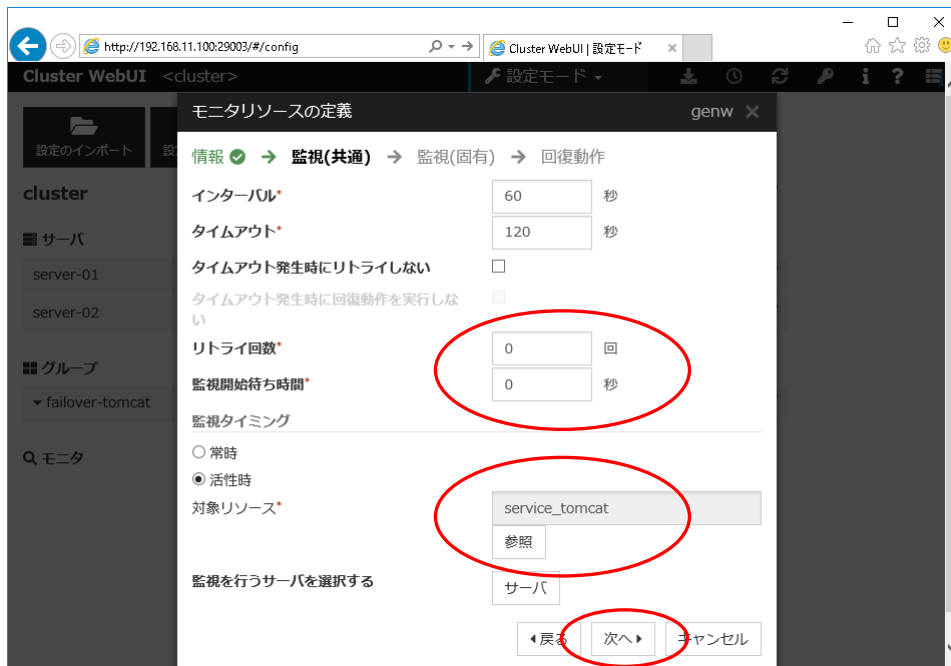 http://192.168.11.100:29003/#/config
Cluster WebUI | 設定モード
Cluster WebUI <cluster>
設定モード
設定のインポート
設
cluster
サーバ
server-01
server-02
グループ
failover-tomcat
モニタ
モニタリソースの定義
genw
情報 → 監視(共通) → 監視(固有) → 回復動作
インターバル* 60 秒
タイムアウト* 120 秒
タイムアウト発生時にリトライしない
タイムアウト発生時に回復動作を実行しな
い
リトライ回数* 0 回
監視開始待ち時間* 0 秒
監視タイミング
常時
活性時
対象リソース* service_tomcat
参照
監視を行うサーバを選択する サーバ
戻る 次へ キャンセル